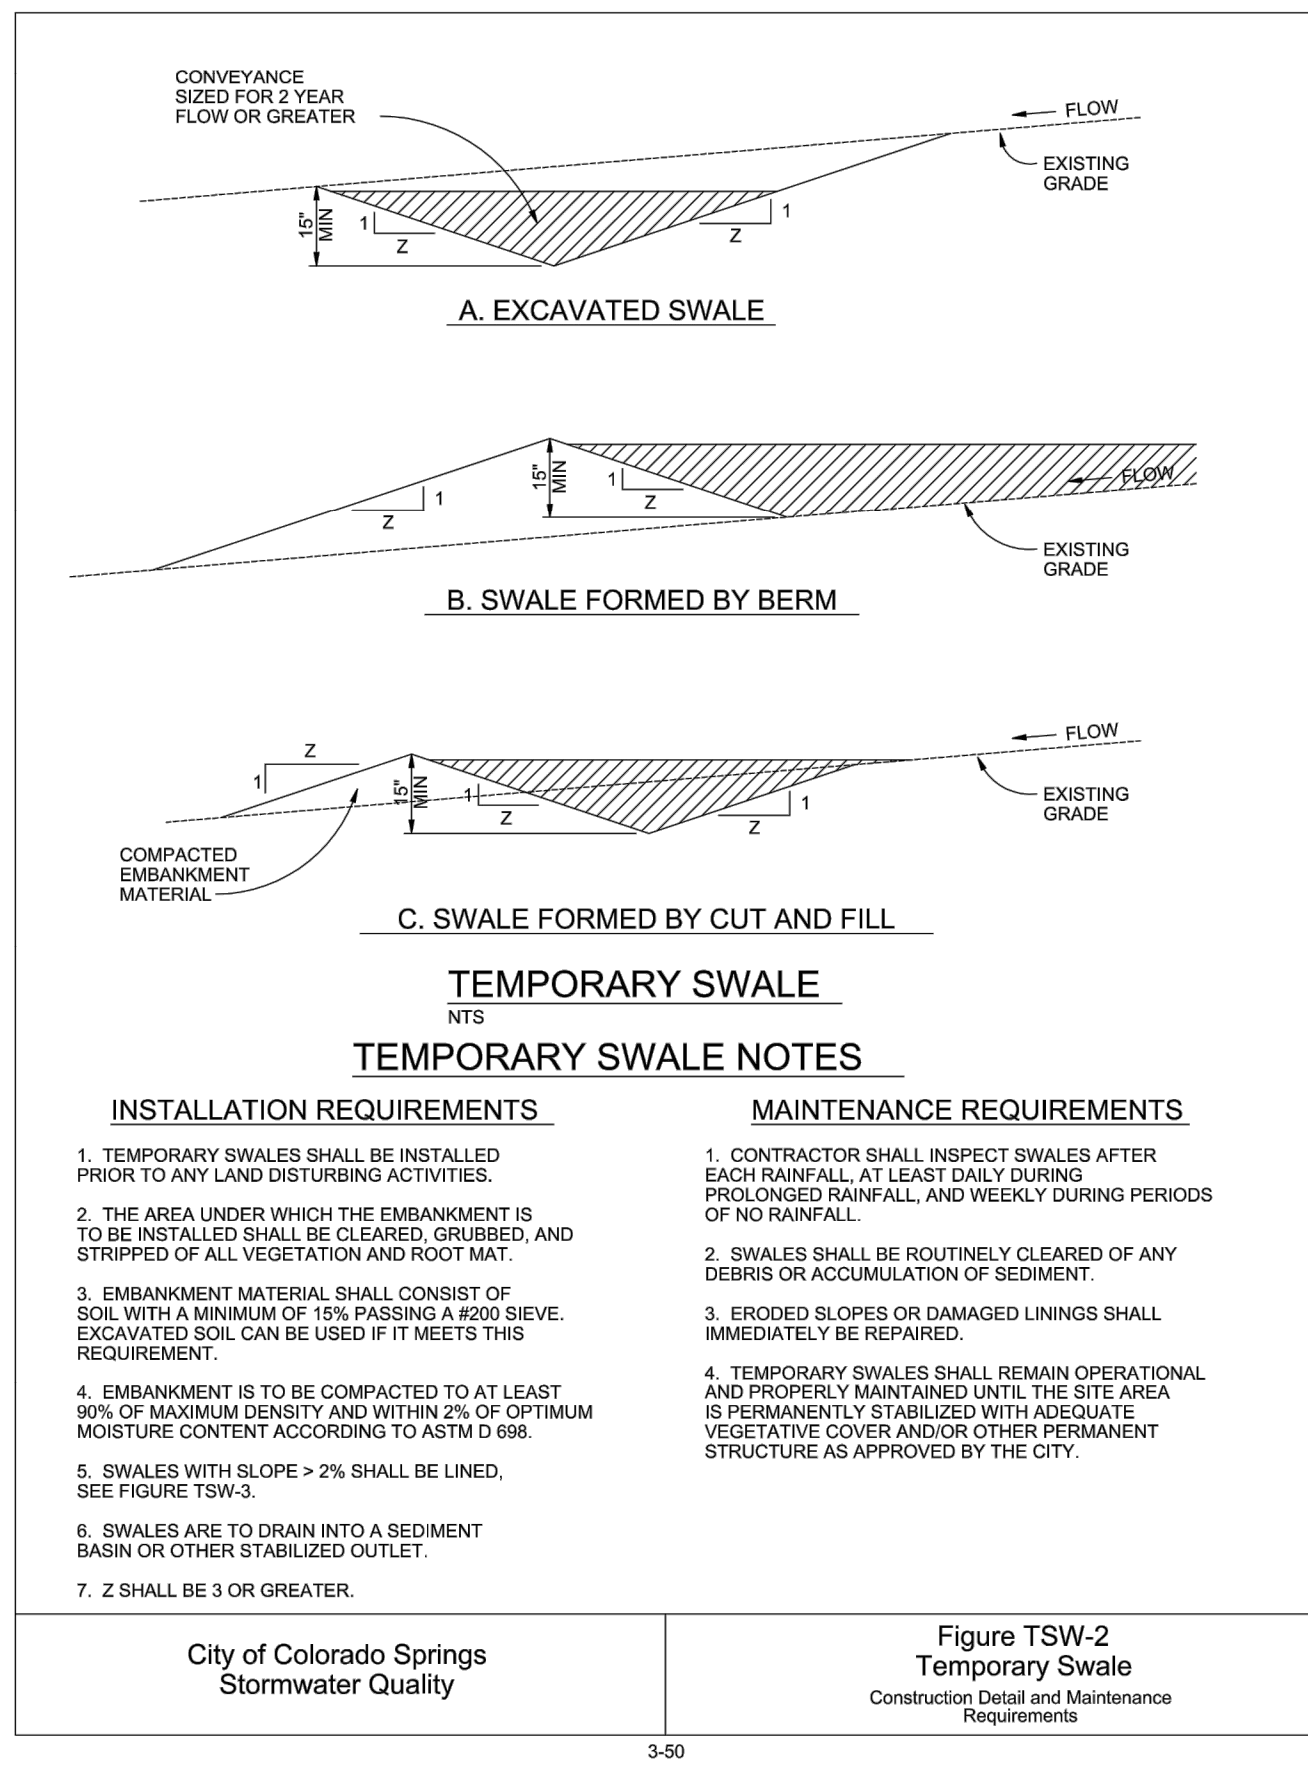 CONVEYANCE
SIZED FOR 2 YEAR
FLOW OR GREATER
FLOW
EXISTING
GRADE
15"
MIN
1
Z
1
Z
A. EXCAVATED SWALE
15"
MIN
1
Z
1
Z
FLOW
EXISTING
GRADE
B. SWALE FORMED BY BERM
FLOW
Z
1
15"
MIN
1
Z
1
Z
EXISTING
GRADE
COMPACTED
EMBANKMENT
MATERIAL
C. SWALE FORMED BY CUT AND FILL
TEMPORARY SWALE
NTS
TEMPORARY SWALE NOTES
INSTALLATION REQUIREMENTS
1. TEMPORARY SWALES SHALL BE INSTALLED
PRIOR TO ANY LAND DISTURBING ACTIVITIES.
2. THE AREA UNDER WHICH THE EMBANKMENT IS
TO BE INSTALLED SHALL BE CLEARED, GRUBBED, AND
STRIPPED OF ALL VEGETATION AND ROOT MAT.
3. EMBANKMENT MATERIAL SHALL CONSIST OF
SOIL WITH A MINIMUM OF 15% PASSING A #200 SIEVE.
EXCAVATED SOIL CAN BE USED IF IT MEETS THIS
REQUIREMENT.
4. EMBANKMENT IS TO BE COMPACTED TO AT LEAST
90% OF MAXIMUM DENSITY AND WITHIN 2% OF OPTIMUM
MOISTURE CONTENT ACCORDING TO ASTM D 698.
5. SWALES WITH SLOPE > 2% SHALL BE LINED,
SEE FIGURE TSW-3.
6. SWALES ARE TO DRAIN INTO A SEDIMENT
BASIN OR OTHER STABILIZED OUTLET.
7. Z SHALL BE 3 OR GREATER.
MAINTENANCE REQUIREMENTS
1. CONTRACTOR SHALL INSPECT SWALES AFTER
EACH RAINFALL, AT LEAST DAILY DURING
PROLONGED RAINFALL, AND WEEKLY DURING PERIODS
OF NO RAINFALL.
2. SWALES SHALL BE ROUTINELY CLEARED OF ANY
DEBRIS OR ACCUMULATION OF SEDIMENT.
3. ERODED SLOPES OR DAMAGED LININGS SHALL
IMMEDIATELY BE REPAIRED.
4. TEMPORARY SWALES SHALL REMAIN OPERATIONAL
AND PROPERLY MAINTAINED UNTIL THE SITE AREA
IS PERMANENTLY STABILIZED WITH ADEQUATE
VEGETATIVE COVER AND/OR OTHER PERMANENT
STRUCTURE AS APPROVED BY THE CITY.
City of Colorado Springs
Stormwater Quality
Figure TSW-2
Temporary Swale
Construction Detail and Maintenance
Requirements
3-50